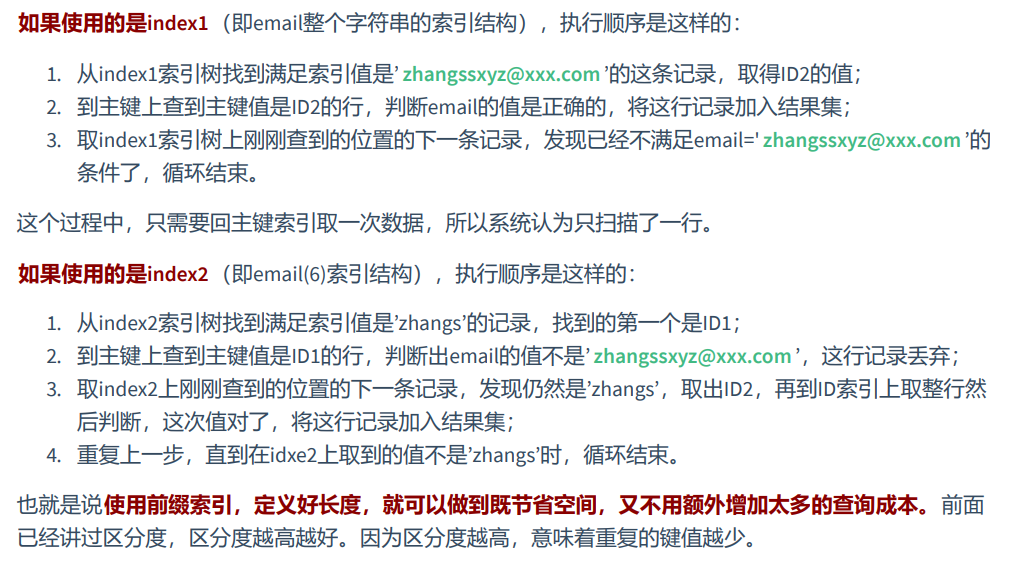 如果使用的是index1（即email整个字符串的索引结构），执行顺序是这样的：
1. 从index1索引树找到满足索引值是’zhangssxyz@xxx.com’的这条记录，取得ID2的值；
2. 到主键上查到主键值是ID2的行，判断email的值是正确的，将这行记录加入结果集；
3. 取index1索引树上刚刚查到的位置的下一条记录，发现已经不满足email='zhangssxyz@xxx.com’的
条件了，循环结束。
这个过程中，只需要回主键索引取一次数据，所以系统认为只扫描了一行。
如果使用的是index2（即email(6)索引结构），执行顺序是这样的：
1. 从index2索引树找到满足索引值是’zhangs’的记录，找到的第一个是ID1；
2. 到主键上查到主键值是ID1的行，判断出email的值不是’zhangssxyz@xxx.com’，这行记录丢弃；
3. 取index2上刚刚查到的位置的下一条记录，发现仍然是’zhangs’，取出ID2，再到ID索引上取整行然
后判断，这次值对了，将这行记录加入结果集；
4. 重复上一步，直到在idxe2上取到的值不是’zhangs’时，循环结束。
也就是说使用前缀索引，定义好长度，就可以做到既节省空间，又不用额外增加太多的查询成本。前面
已经讲过区分度，区分度越高越好。因为区分度越高，意味着重复的键值越少。